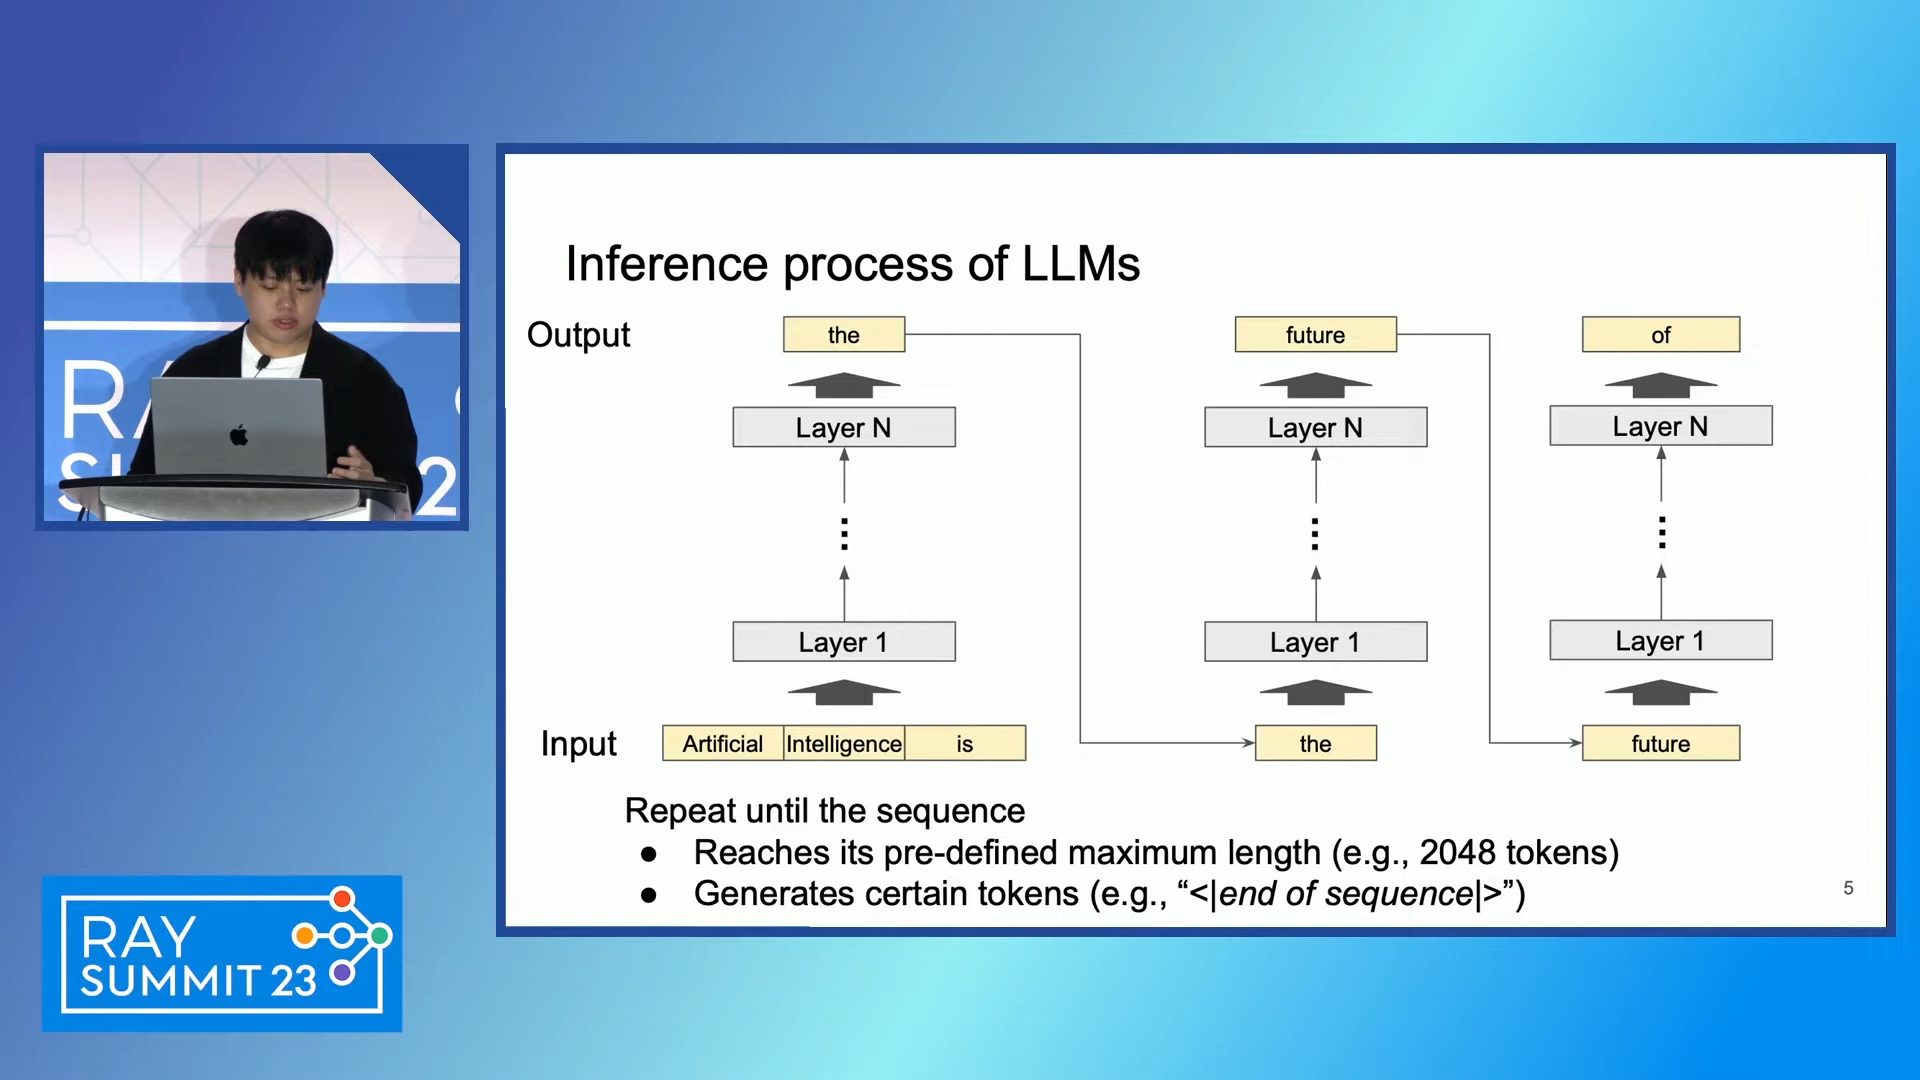 Inference process of LLMs
Output
the
future
of
Layer N
Layer N
Layer N
Layer 1
Layer 1
Layer 1
Input
Artificial
Intelligence
is
the
future
Repeat until the sequence
● Reaches its pre-defined maximum length (e.g., 2048 tokens)
● Generates certain tokens (e.g., “<|end of sequence|>”)
5
RAY
SUMMIT 23